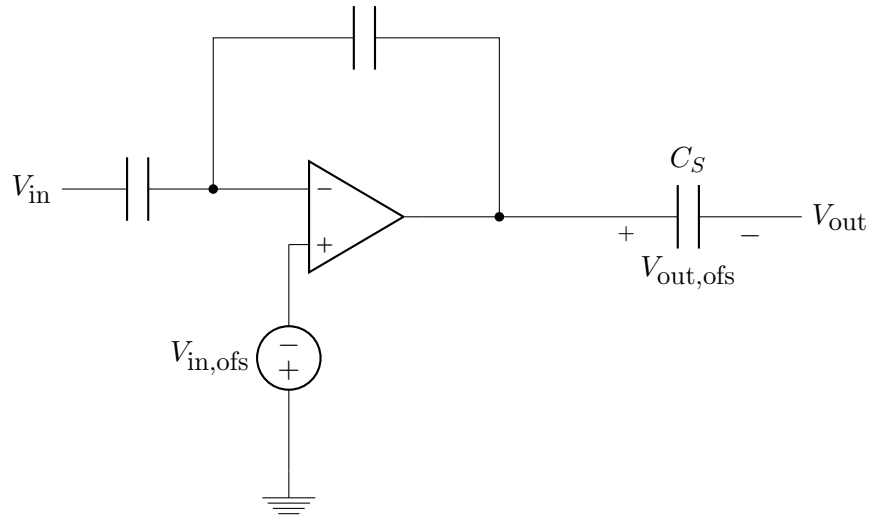 C_S
V_in
−
+
+ −
V_out
V_out,ofs
V_in,ofs
−
+